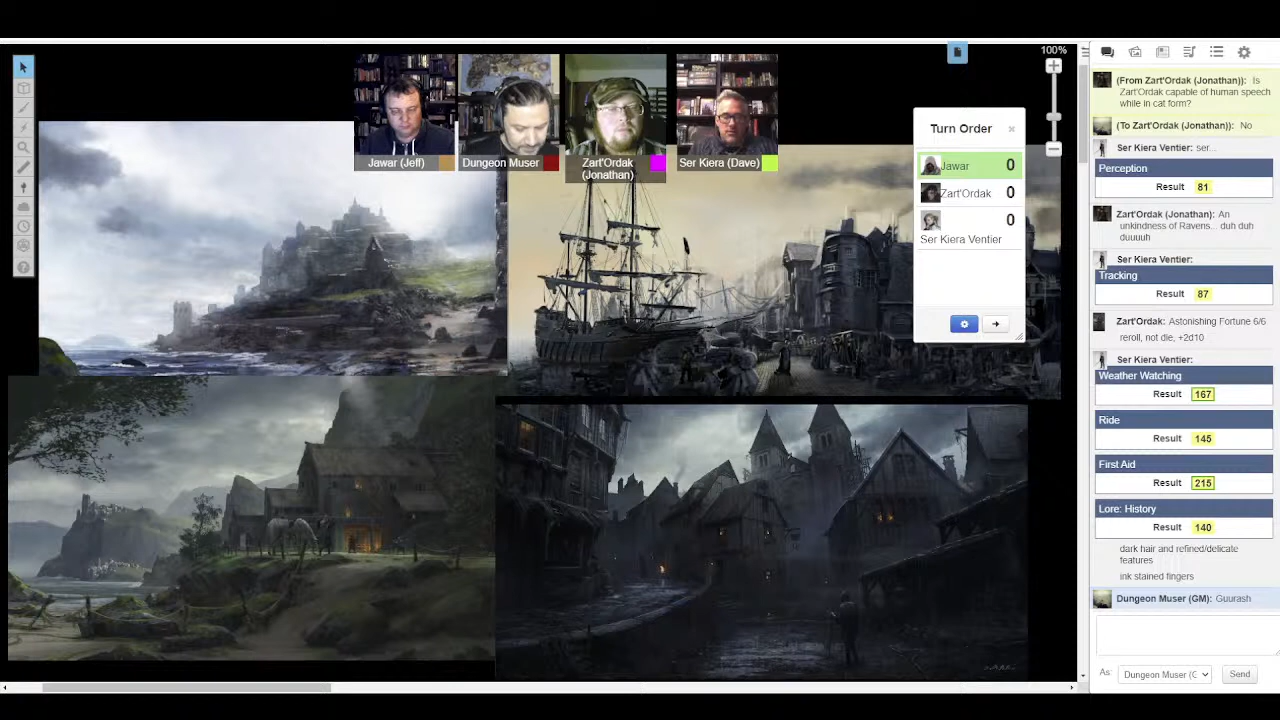 100%
Jawar (Jeff)
Dungeon Muser
Zart'Ordak
(Jonathan)
Ser Kiera (Dave)
Turn Order
×
Jawar 0
Zart'Ordak 0
0
Ser Kiera Ventier
(From Zart'Ordak (Jonathan)): Is
Zart'Ordak capable of human speech
while in cat form?
(To Zart'Ordak (Jonathan)): No
Ser Kiera Ventier: ser...
Perception
Result 81
Zart'Ordak (Jonathan): An
unkindness of Ravens... duh duh
duuuuh
Ser Kiera Ventier:
Tracking
Result 87
Zart'Ordak: Astonishing Fortune 6/6
reroll, not die, +2d10
Ser Kiera Ventier:
Weather Watching
Result 167
Ride
Result 145
First Aid
Result 215
Lore: History
Result 140
dark hair and refined/delicate
features
ink stained fingers
Dungeon Muser (GM): Guurash
As: Dungeon Muser (G
Send